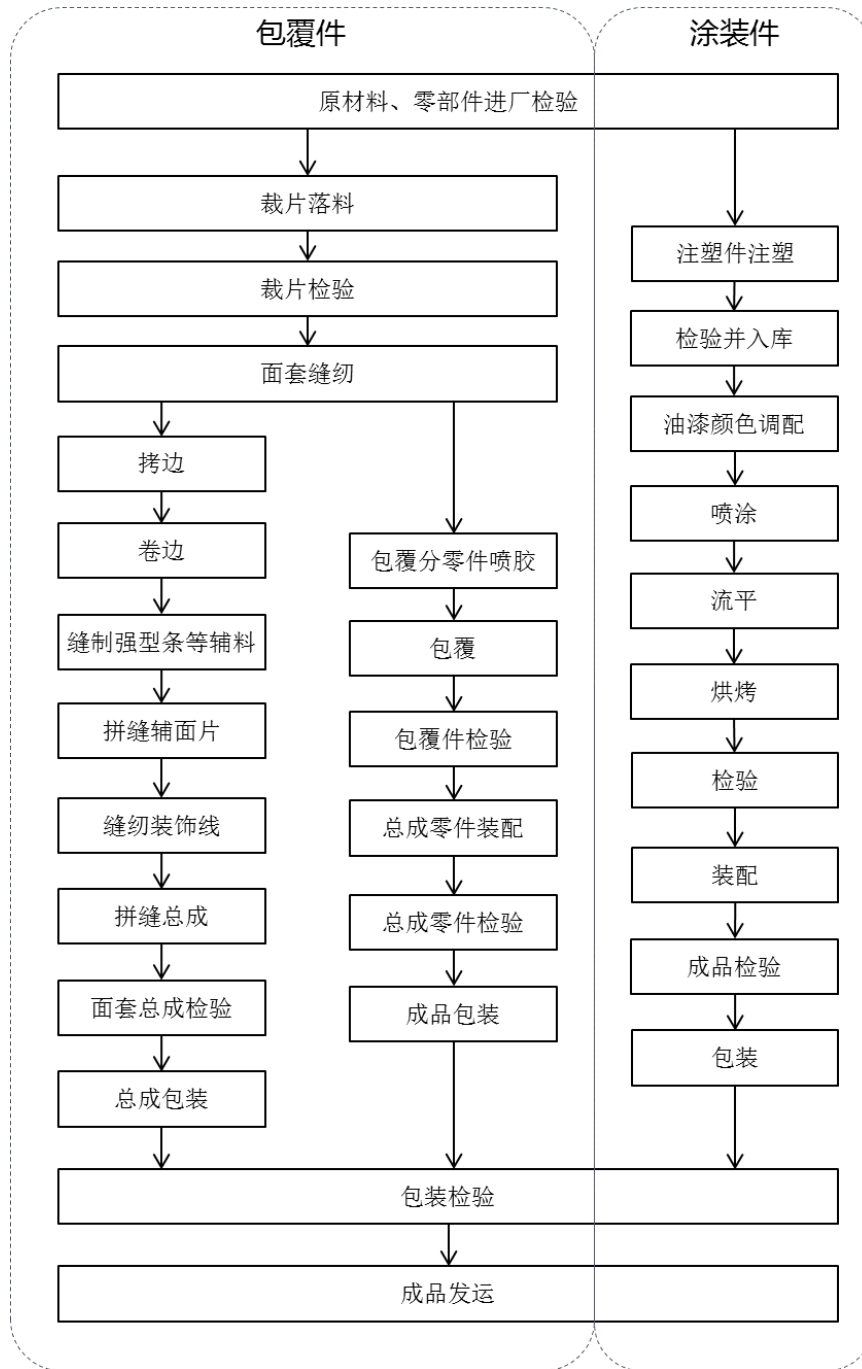 包覆件
涂装件
原材料、零部件进厂检验
裁片落料
裁片检验
面套缝纫
拷边
卷边
缝制强型条等辅料
拼缝辅面片
缝纫装饰线
拼缝总成
面套总成检验
总成包装
包覆分零件喷胶
包覆
包覆件检验
总成零件装配
总成零件检验
成品包装
注塑件注塑
检验并入库
油漆颜色调配
喷涂
流平
烘烤
检验
装配
成品检验
包装
包装检验
成品发运